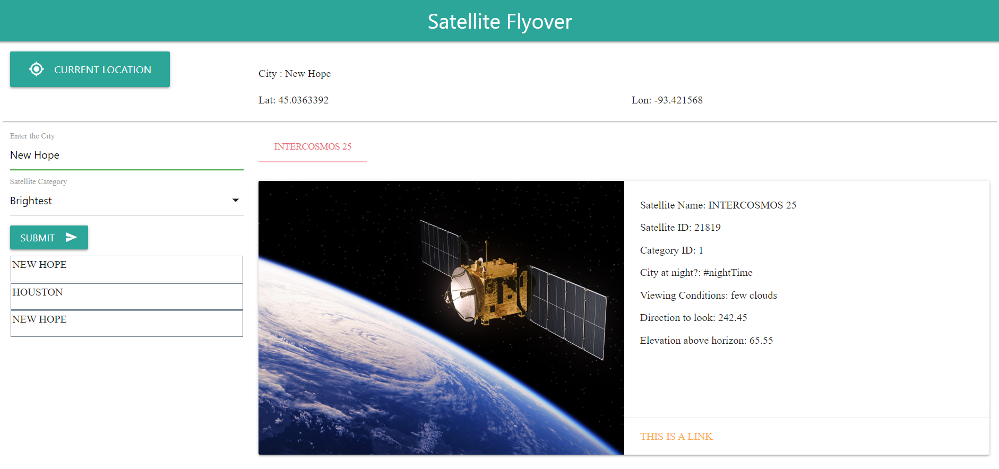 Satellite Flyover
CURRENT LOCATION
City : New Hope
Lat: 45.0363392
Lon: -93.421568
Enter the City
New Hope
Satellite Category
Brightest
SUBMIT
NEW HOPE
HOUSTON
NEW HOPE
INTERCOSMOS 25
Satellite Name: INTERCOSMOS 25
Satellite ID: 21819
Category ID: 1
City at night?: #nightTime
Viewing Conditions: few clouds
Direction to look: 242.45
Elevation above horizon: 65.55
THIS IS A LINK